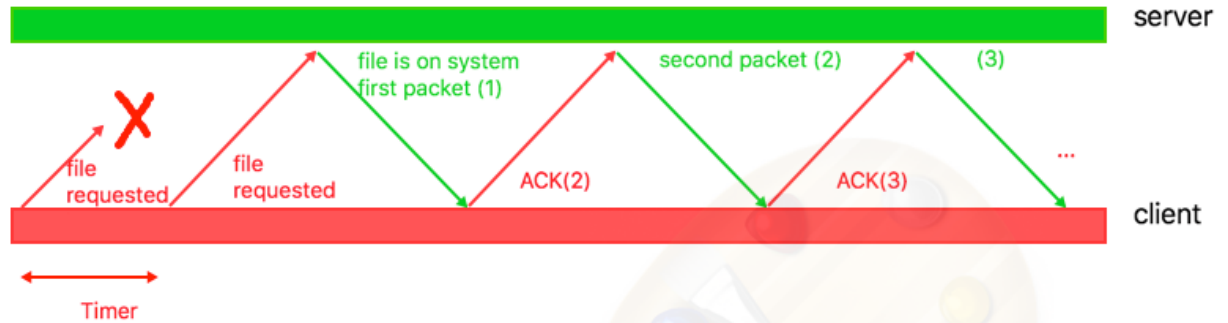 server
file is on system
first packet (1)
second packet (2)
(3)
file
requested
file
requested
ACK(2)
ACK(3)
...
client
Timer